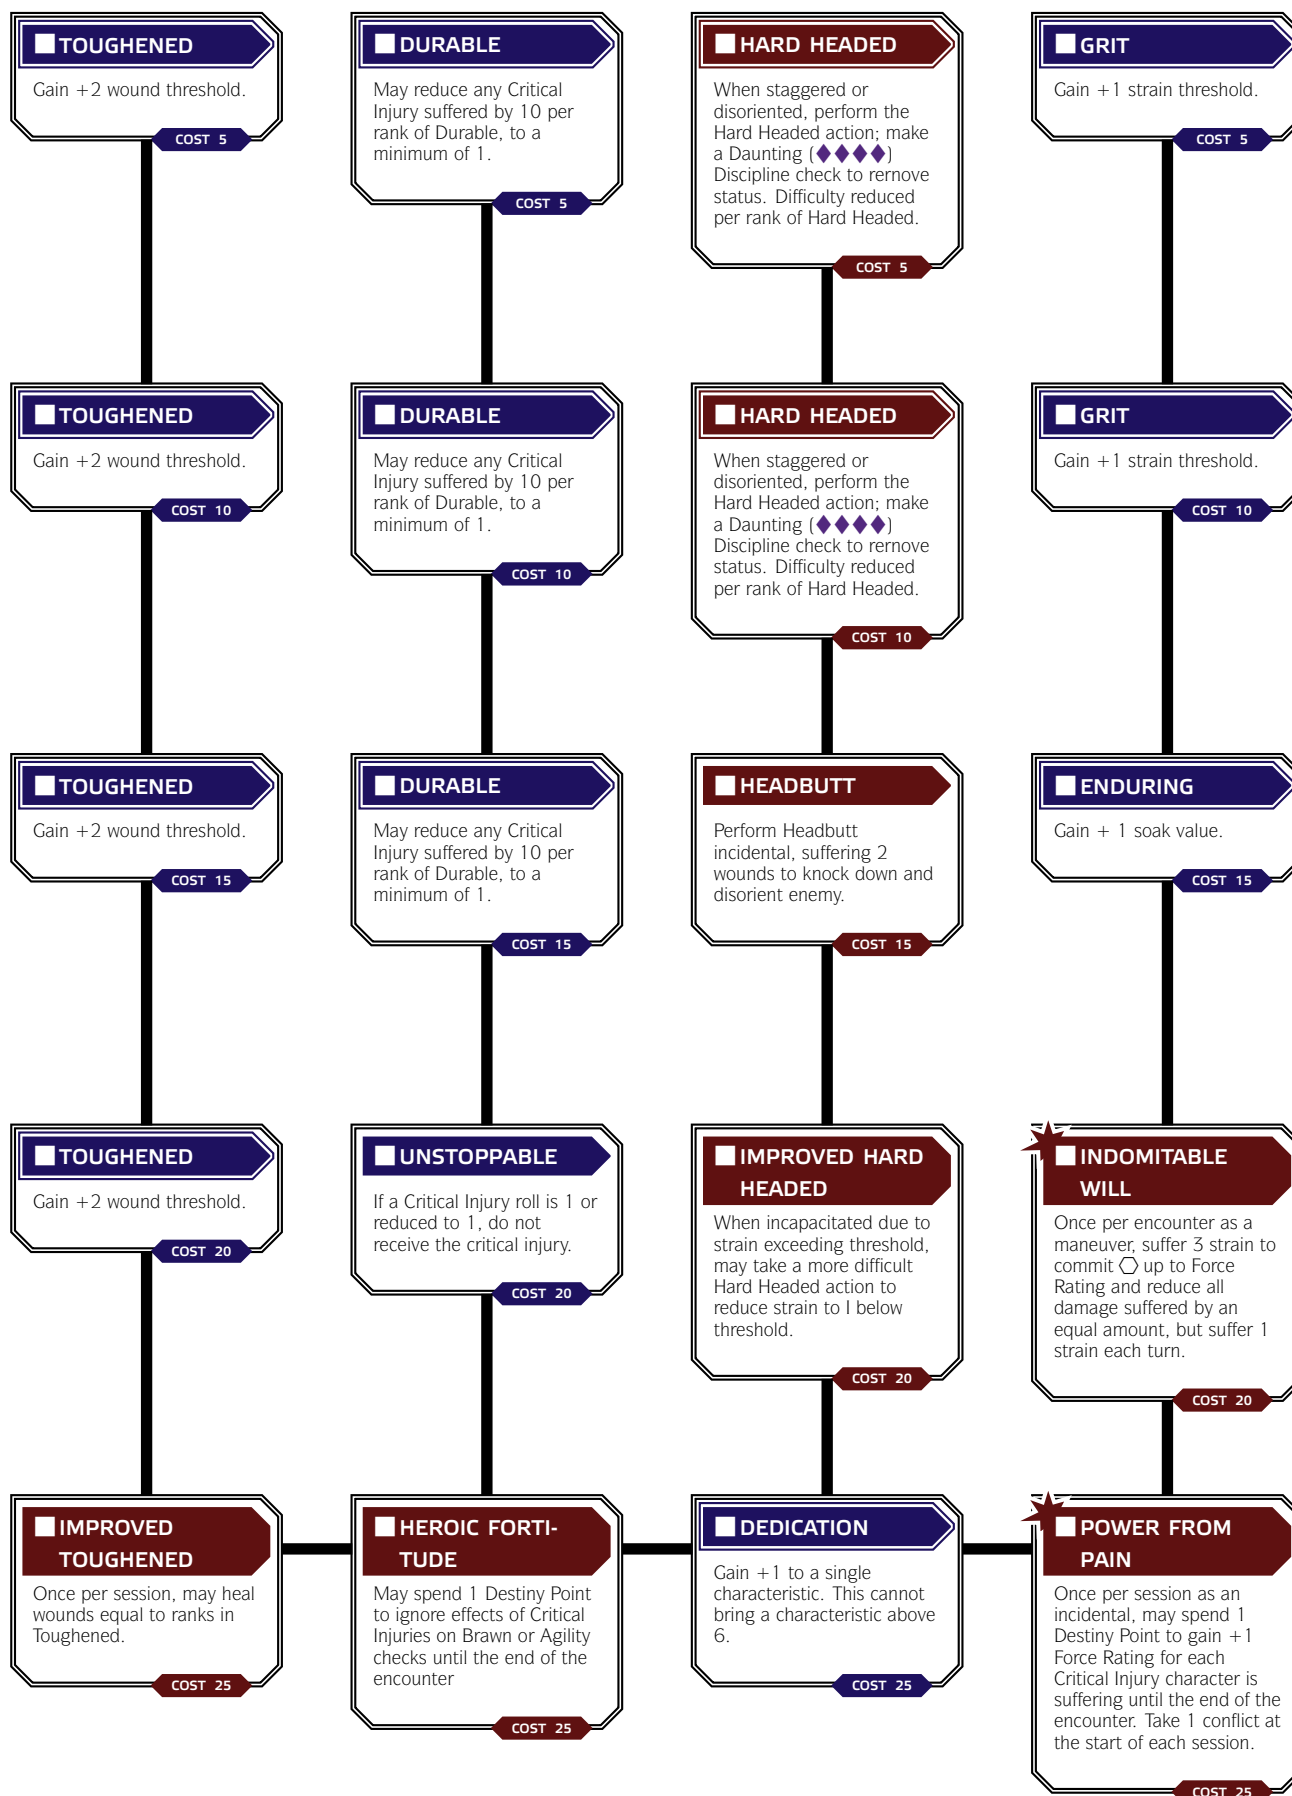 TOUGHENED
Gain +2 wound threshold.
COST 5
DURABLE
May reduce any Critical
Injury suffered by 10 per
rank of Durable, to a
minimum of 1.
COST 5
HARD HEADED
When staggered or
disoriented, perform the
Hard Headed action; make
a Daunting (♦♦♦♦)
Discipline check to rernove
status. Difficulty reduced
per rank of Hard Headed.
COST 5
GRIT
Gain +1 strain threshold.
COST 5
TOUGHENED
Gain +2 wound threshold.
COST 10
DURABLE
May reduce any Critical
Injury suffered by 10 per
rank of Durable, to a
minimum of 1.
COST 10
HARD HEADED
When staggered or
disoriented, perform the
Hard Headed action; make
a Daunting (♦♦♦♦)
Discipline check to rernove
status. Difficulty reduced
per rank of Hard Headed.
COST 10
GRIT
Gain +1 strain threshold.
COST 10
TOUGHENED
Gain +2 wound threshold.
COST 15
DURABLE
May reduce any Critical
Injury suffered by 10 per
rank of Durable, to a
minimum of 1.
COST 15
HEADBUTT
Perform Headbutt
incidental, suffering 2
wounds to knock down and
disorient enemy.
COST 15
ENDURING
Gain + 1 soak value.
COST 15
TOUGHENED
Gain +2 wound threshold.
COST 20
UNSTOPPABLE
If a Critical Injury roll is 1 or
reduced to 1, do not
receive the critical injury.
COST 20
IMPROVED HARD
HEADED
When incapacitated due to
strain exceeding threshold,
may take a more difficult
Hard Headed action to
reduce strain to l below
threshold.
COST 20
INDOMITABLE
WILL
Once per encounter as a
maneuver, suffer 3 strain to
commit ⬡ up to Force
Rating and reduce all
damage suffered by an
equal amount, but suffer 1
strain each turn.
COST 20
IMPROVED
TOUGHENED
Once per session, may heal
wounds equal to ranks in
Toughened.
COST 25
HEROIC FORTI-
TUDE
May spend 1 Destiny Point
to ignore effects of Critical
Injuries on Brawn or Agility
checks until the end of the
encounter
COST 25
DEDICATION
Gain +1 to a single
characteristic. This cannot
bring a characteristic above
6.
COST 25
POWER FROM
PAIN
Once per session as an
incidental, may spend 1
Destiny Point to gain +1
Force Rating for each
Critical Injury character is
suffering until the end of the
encounter. Take 1 conflict at
the start of each session.
COST 25